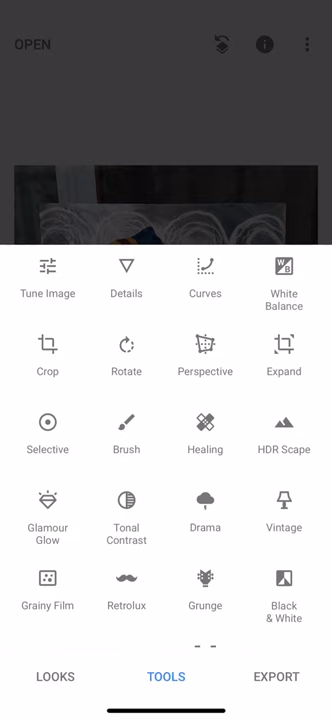 OPEN
Tune Image
Details
Curves
White
Balance
Crop
Rotate
Perspective
Expand
Selective
Brush
Healing
HDR Scape
Glamour
Glow
Tonal
Contrast
Drama
Vintage
Grainy Film
Retrolux
Grunge
Black
& White
LOOKS
TOOLS
EXPORT